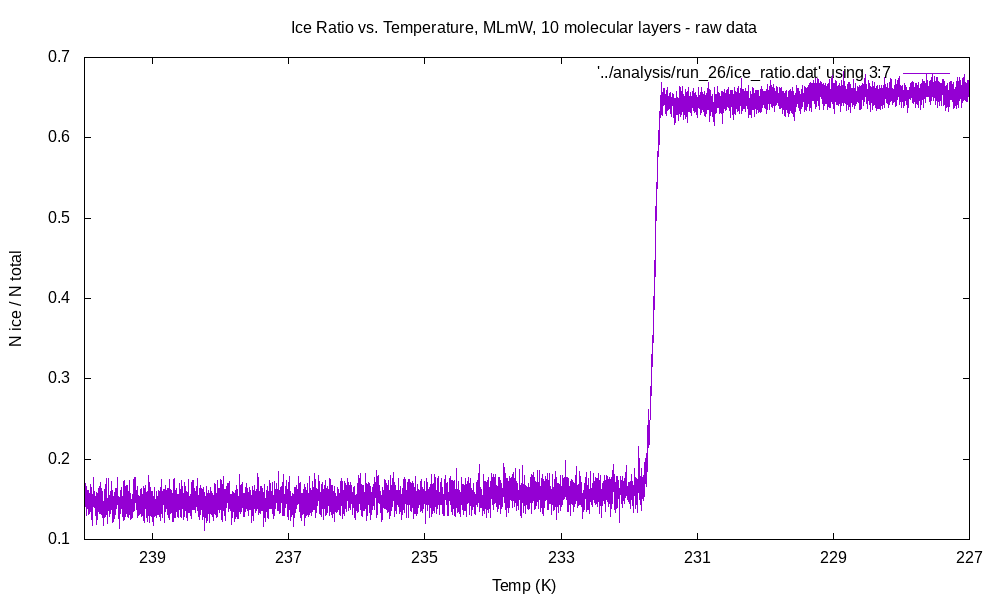 Ice Ratio vs. Temperature, MLmW, 10 molecular layers - raw data
'../analysis/run_26/ice_ratio.dat' using 3:7
N ice / N total
0.7
0.6
0.5
0.4
0.3
0.2
0.1
239 237 235 233 231 229 227
Temp (K)